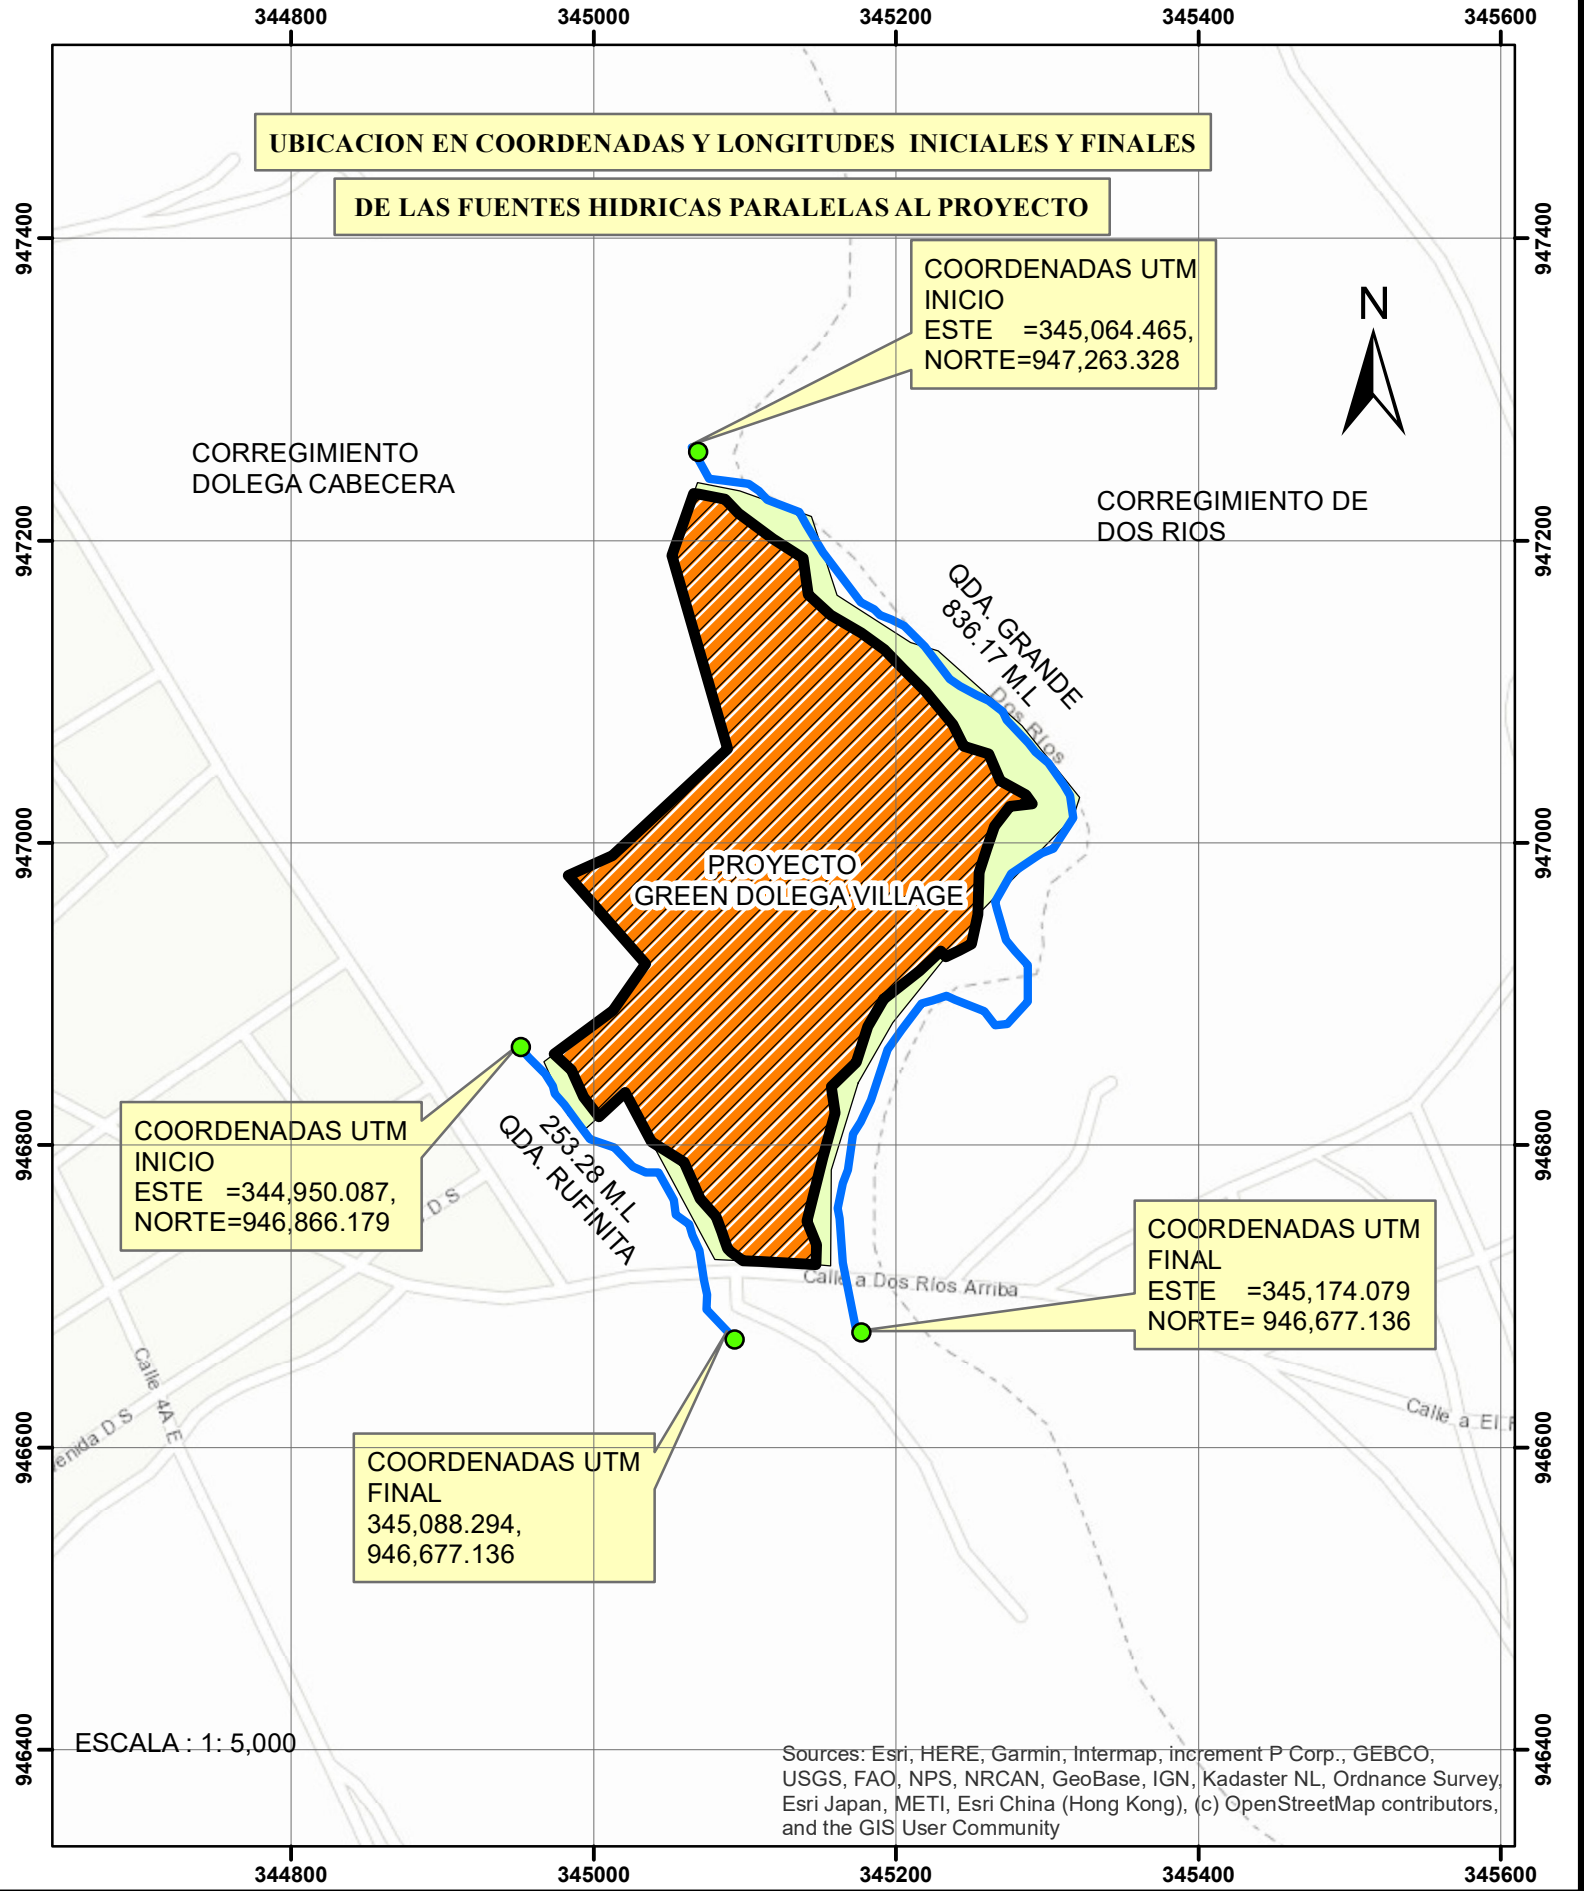 344800 345000 345200 345400 345600
UBICACION EN COORDENADAS Y LONGITUDES INICIALES Y FINALES
DE LAS FUENTES HIDRICAS PARALELAS AL PROYECTO
947400
947400
COORDENADAS UTM
INICIO
ESTE =345,064.465,
NORTE=947,263.328
N
CORREGIMIENTO
DOLEGA CABECERA
CORREGIMIENTO DE
DOS RIOS
947200
947200
QDA. GRANDE
836.17 M.L
Dos Ríos
947000
947000
PROYECTO
GREEN DOLEGA VILLAGE
COORDENADAS UTM
INICIO
ESTE =344,950.087,
NORTE=946,866.179
253.28 M.L
QDA. RUFINITA
946800
946800
D S
COORDENADAS UTM
FINAL
ESTE =345,174.079
NORTE= 946,677.136
Calle a Dos Ríos Arriba
Calle 4A E
enida D S
Calle a El
946600
946600
COORDENADAS UTM
FINAL
345,088.294,
946,677.136
ESCALA : 1: 5,000
946400
946400
Sources: Esri, HERE, Garmin, Intermap, increment P Corp., GEBCO,
USGS, FAO, NPS, NRCAN, GeoBase, IGN, Kadaster NL, Ordnance Survey,
Esri Japan, METI, Esri China (Hong Kong), (c) OpenStreetMap contributors,
and the GIS User Community
344800 345000 345200 345400 345600